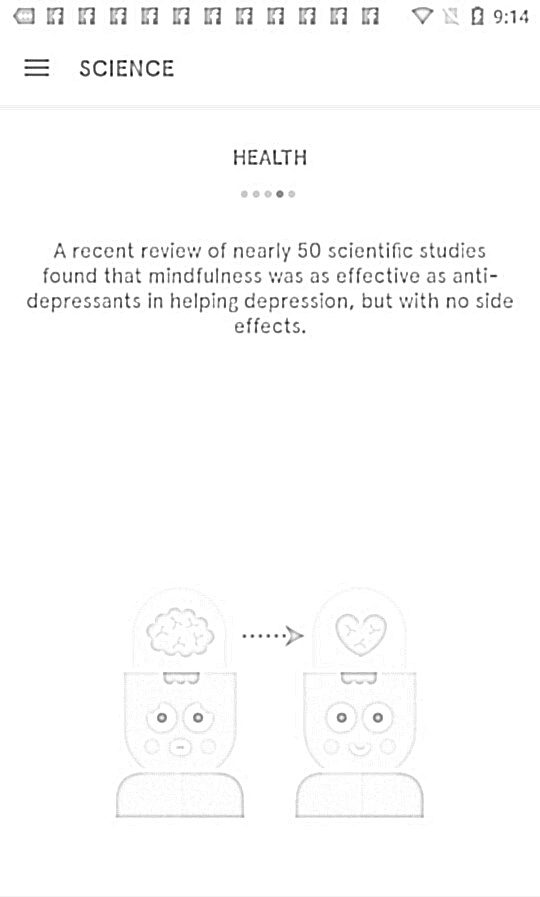 9:14
SCIENCE
HEALTH
A recent review of nearly 50 scientific studies
found that mindfulness was as effective as anti-
depressants in helping depression, but with no side
effects.